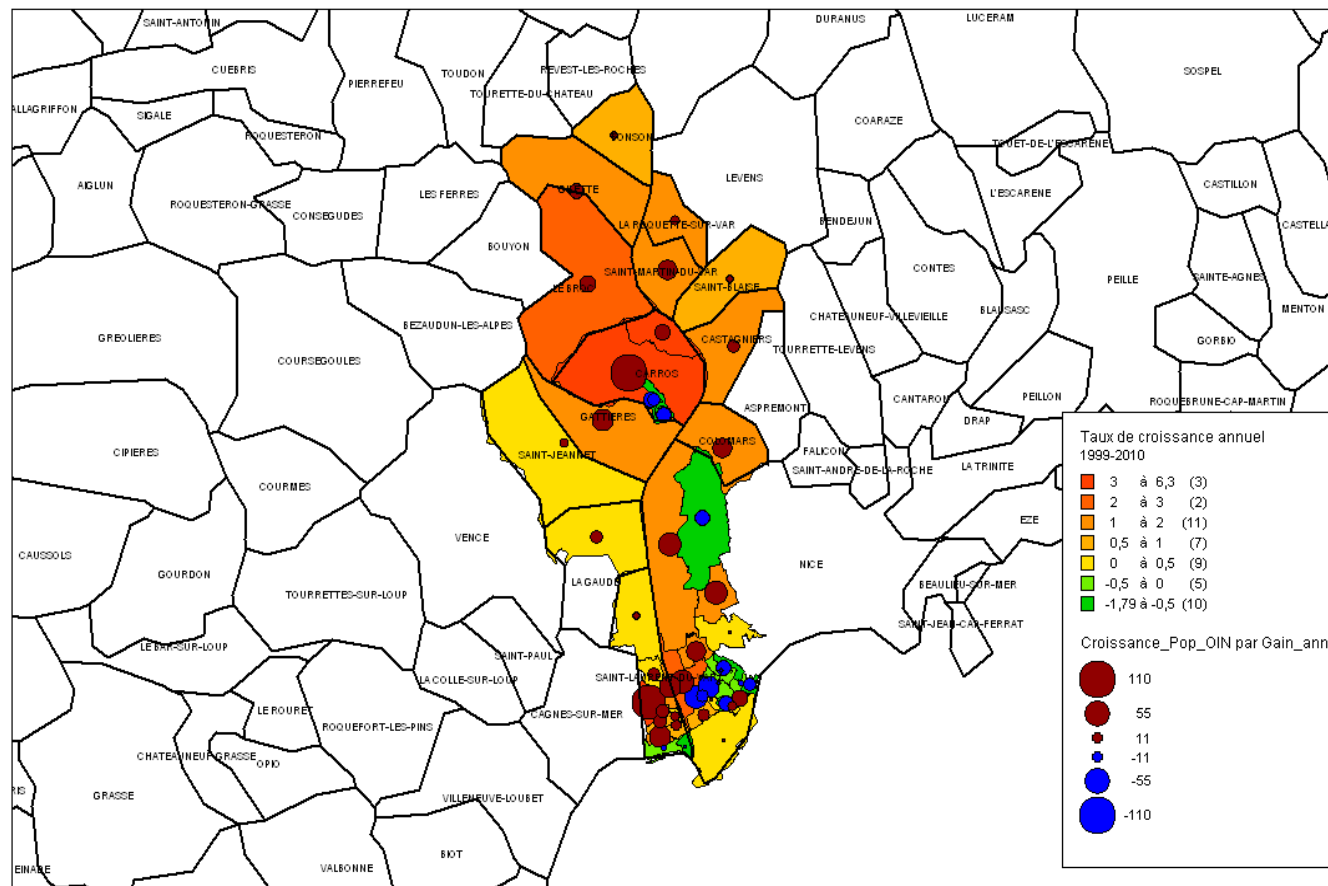 SAINT-ANTONIN
DURANUS
LUCERAM
CUEBRIS
PIERREFEU
TOUDON
REVEST-LES-ROCHES
SOSPEL
TOURETTE-DU-CHATEAU
ALLAGRIFFON
SIGALE
ROQUESTERON
COARAZE
TOUET-DE-L'ESCARENE
AIGLUN
LES FERRES
LEVENS
L'ESCARENE
CASTILLON
ROQUESTERON-GRASSE
CONSEGUDES
LA ROQUETTE-SUR-VAR
BENDEJUN
CASTELLA
BOUYON
CONTES
SAINT-MARTIN-DU-VAR
SAINTE-AGNES
PEILLE
LE BROC
SAINT-BLAISE
MENTON
BLAUSASC
CHATEAUNEUF-VILLEVIEILLE
BEZAUDUN-LES-ALPES
GREOLIERES
CASTAGNIERS
GORBIO
TOURRETTE-LEVENS
COURSEGOULES
CARROS
CANTARON
PEILLON
ROQUEBRUNE-CAP-MARTIN
ASPREMONT
GATTIERES
DRAP
COLOMARS
FALICON
CIPIERES
SAINT-JEANNET
LA TRINITE
SAINT-ANDRE-DE-LA-ROCHE
COURMES
EZE
VENCE
CAUSSOLS
NICE
GOURDON
LA GAUDE
BEAULIEU-SUR-MER
TOURRETTES-SUR-LOUP
SAINT-JEAN-CAP-FERRAT
LE BAR-SUR-LOUP
SAINT-PAUL
LA COLLE-SUR-LOUP
LE ROURET
CAGNES-SUR-MER
ROQUEFORT-LES-PINS
CHATEAUNEUF-GRASSE
OPIO
GRASSE
VILLENEUVE-LOUBET
BIOT
VALBONNE
EINADE
Taux de croissance annuel
1999-2010
3 à 6,3 (3)
2 à 3 (2)
1 à 2 (11)
0,5 à 1 (7)
0 à 0,5 (9)
-0,5 à 0 (5)
-1,79 à -0,5 (10)
Croissance_Pop_OIN par Gain_ann
110
55
11
-11
-55
-110